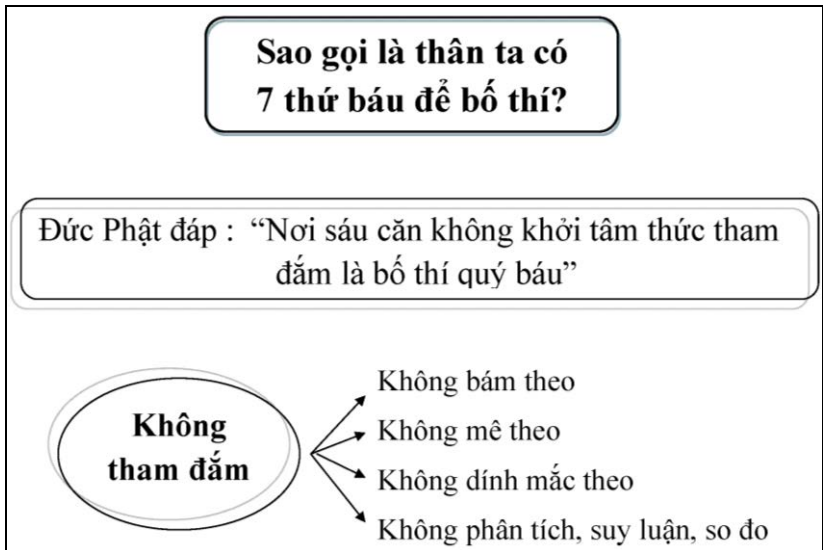 Sao gọi là thân ta có
7 thứ báu để bố thí?
Đức Phật đáp : “Nơi sáu căn không khởi tâm thức tham
đắm là bố thí quý báu”
Không
tham đắm
Không bám theo
Không mê theo
Không dính mắc theo
Không phân tích, suy luận, so đo